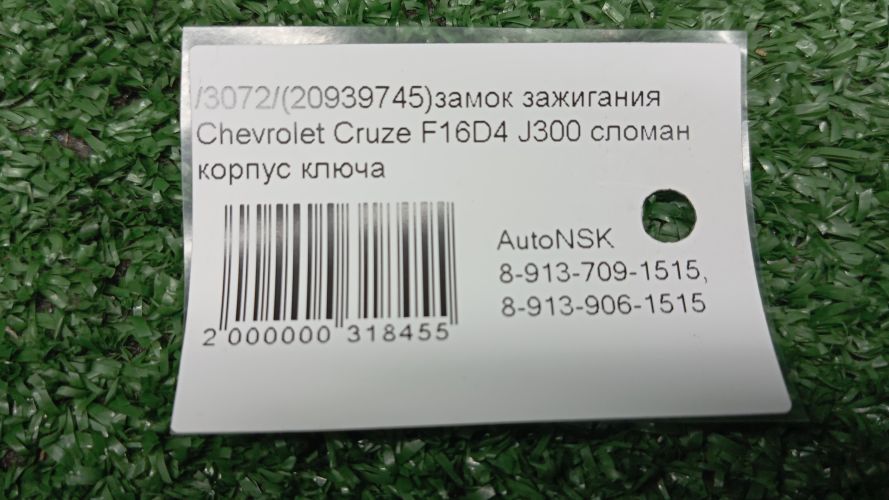 /3072/(20939745)замок зажигания
Chevrolet Cruze F16D4 J300 сломан
корпус ключа
AutoNSK
8-913-709-1515,
8-913-906-1515
2 000000 318455